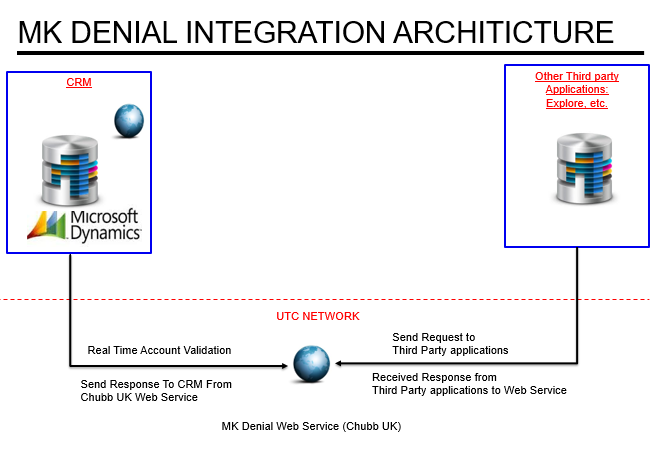 MK DENIAL INTEGRATION ARCHITICTURE
CRM
Microsoft
Dynamics
Other Third party
Applications:
Explore, etc.
UTC NETWORK
Real Time Account Validation
Send Response To CRM From
Chubb UK Web Service
Send Request to
Third Party applications
Received Response from
Third Party applications to Web Service
MK Denial Web Service (Chubb UK)